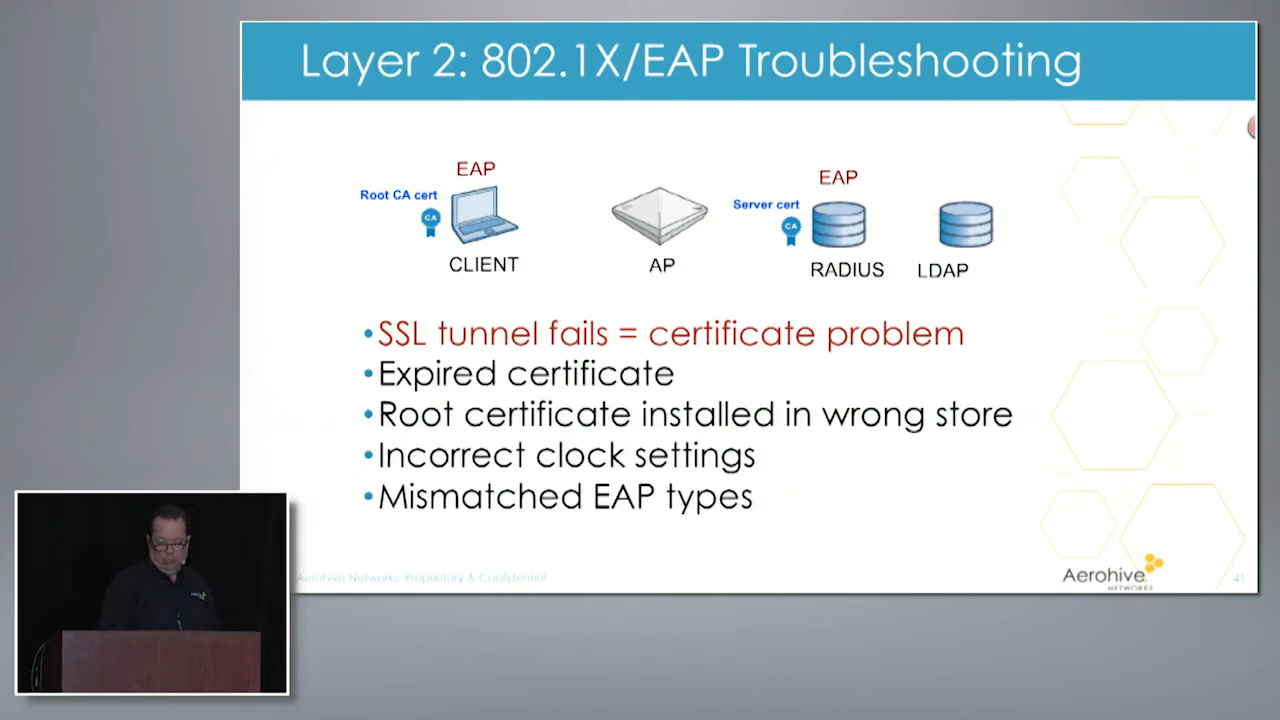 Layer 2: 802.1X/EAP Troubleshooting
EAP
EAP
Root CA cert
Server cert
CA
CA
CLIENT
AP
RADIUS
LDAP
•SSL tunnel fails = certificate problem
•Expired certificate
•Root certificate installed in wrong store
•Incorrect clock settings
•Mismatched EAP types
Aerohive Networks. Proprietary & Confidential
Aerohive
NETWORKS
41